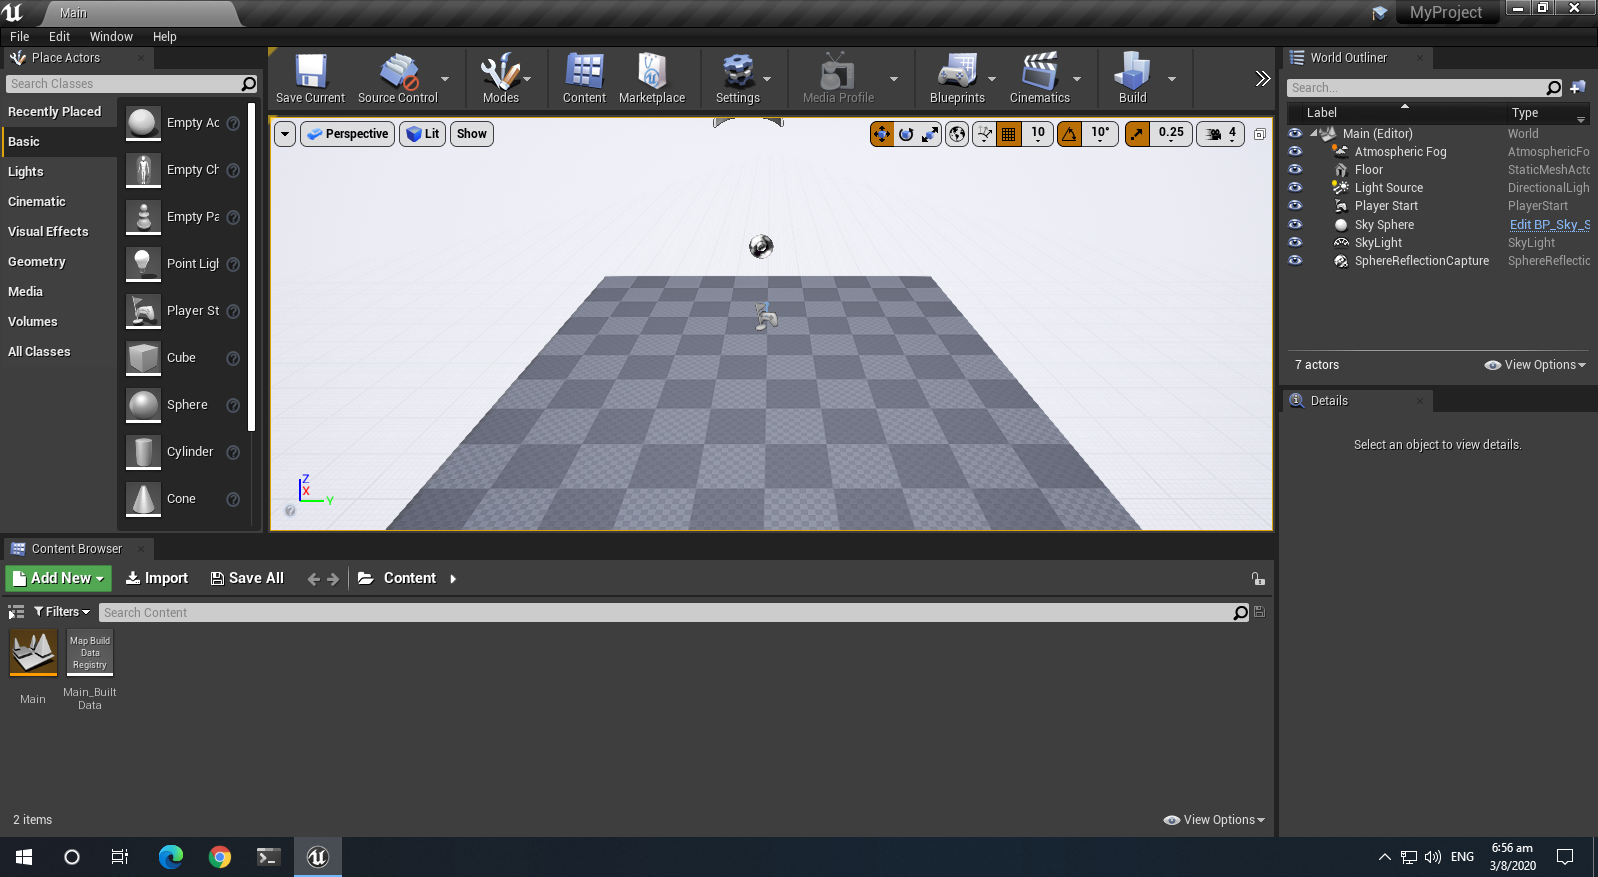 Main
MyProject
File Edit Window Help
Place Actors
Search Classes
Recently Placed
Basic
Lights
Cinematic
Visual Effects
Geometry
Media
Volumes
All Classes
Empty Ac
Empty Ch
Empty Pa
Point Ligh
Player St
Cube
Sphere
Cylinder
Cone
Save Current Source Control Modes Content Marketplace Settings Media Profile Blueprints Cinematics Build
Perspective Lit Show
10 10° 0.25 4
Z
X
Y
World Outliner
Search...
Label Type
Main (Editor) World
Atmospheric Fog AtmosphericFo
Floor StaticMeshActo
Light Source DirectionalLigh
Player Start PlayerStart
Sky Sphere Edit BP_Sky_S
SkyLight SkyLight
SphereReflectionCapture SphereReflectic
7 actors View Options
Details
Select an object to view details.
Content Browser
Add New Import Save All Content
Filters Search Content
Map Build
Data
Registry
Main
Main_Built
Data
2 items View Options
ENG
6:56 am
3/8/2020